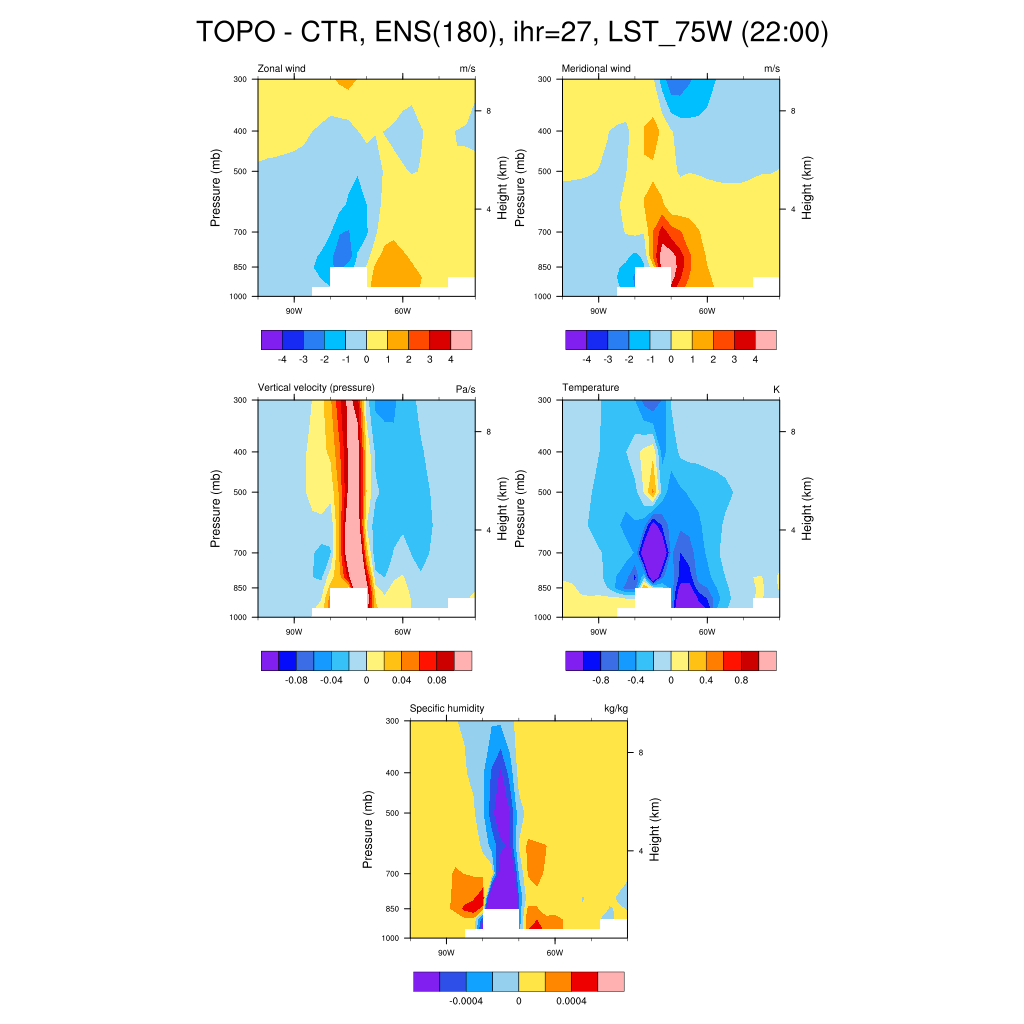 TOPO - CTR, ENS(180), ihr=27, LST_75W (22:00)
Zonal wind m/s
300
400
500
700
850
1000
Pressure (mb)
8
4
Height (km)
90W 60W
-4 -3 -2 -1 0 1 2 3 4
Meridional wind m/s
300
400
500
700
850
1000
Pressure (mb)
8
4
Height (km)
90W 60W
-4 -3 -2 -1 0 1 2 3 4
Vertical velocity (pressure) Pa/s
300
400
500
700
850
1000
Pressure (mb)
8
4
Height (km)
90W 60W
-0.08 -0.04 0 0.04 0.08
Temperature K
300
400
500
700
850
1000
Pressure (mb)
8
4
Height (km)
90W 60W
-0.8 -0.4 0 0.4 0.8
Specific humidity kg/kg
300
400
500
700
850
1000
Pressure (mb)
8
4
Height (km)
90W 60W
-0.0004 0 0.0004